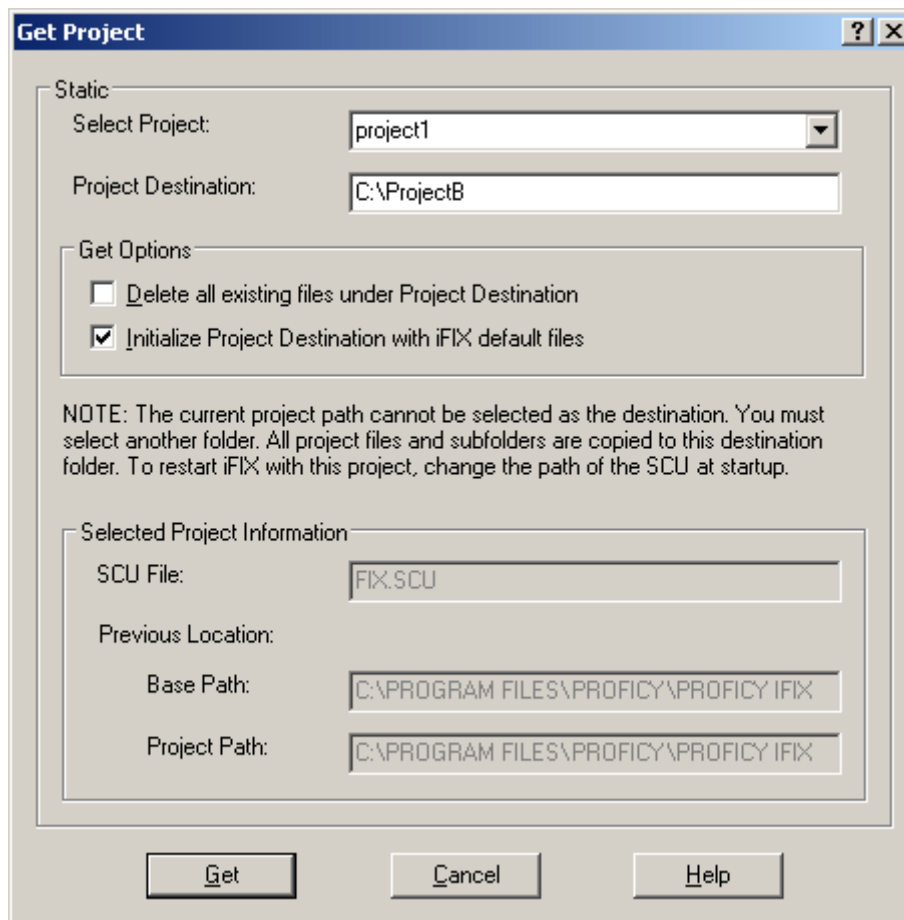 Get Project
Static
Select Project:
project1
Project Destination:
C:\ProjectB
Get Options
Delete all existing files under Project Destination
Initialize Project Destination with iFIX default files
NOTE: The current project path cannot be selected as the destination. You must
select another folder. All project files and subfolders are copied to this destination
folder. To restart iFIX with this project, change the path of the SCU at startup.
Selected Project Information
SCU File:
FIX.SCU
Previous Location:
Base Path:
C:\PROGRAM FILES\PROFICY\PROFICY IFIX
Project Path:
C:\PROGRAM FILES\PROFICY\PROFICY IFIX
Get
Cancel
Help